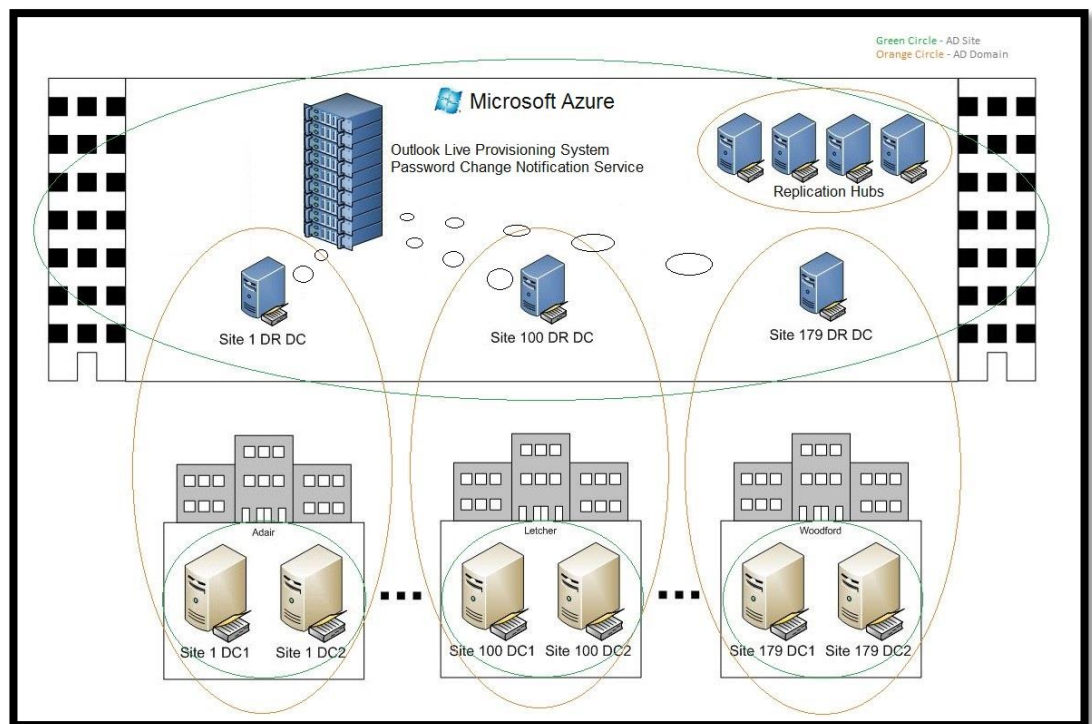 Green Circle - AD Site
Orange Circle - AD Domain
Microsoft Azure
Outlook Live Provisioning System
Password Change Notification Service
Replication Hubs
Site 1 DR DC
Site 100 DR DC
Site 179 DR DC
Adair
Letcher
Woodford
Site 1 DC1
Site 1 DC2
Site 100 DC1
Site 100 DC2
Site 179 DC1
Site 179 DC2